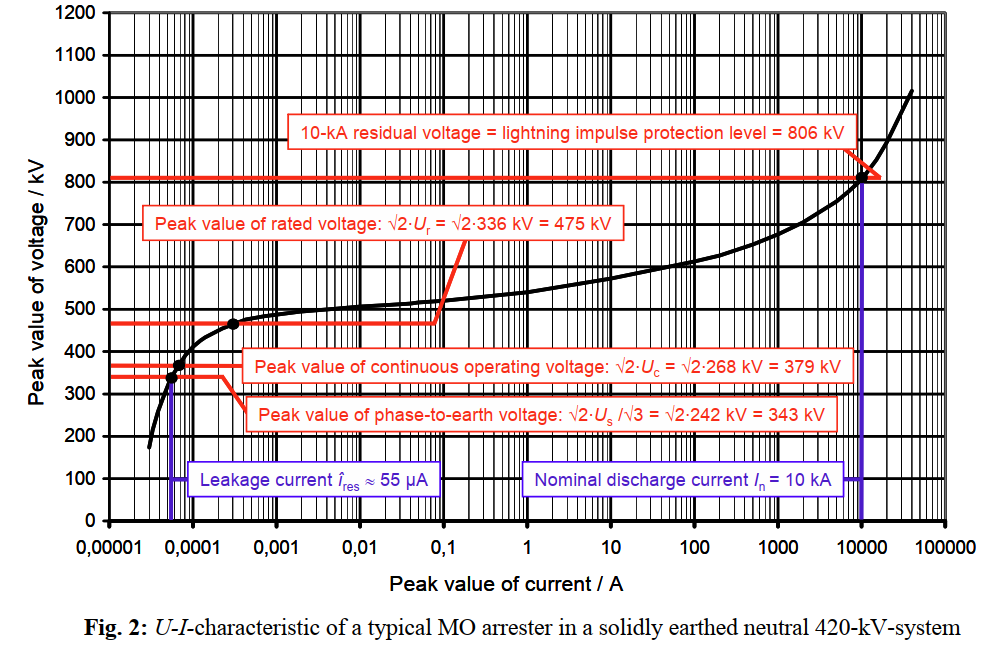 1200
1100
1000
900
800
700
600
500
400
300
200
100
0
Peak value of voltage / kV
10-kA residual voltage = lightning impulse protection level = 806 kV
Peak value of rated voltage: √2·Ur = √2·336 kV = 475 kV
Peak value of continuous operating voltage: √2·Uc = √2·268 kV = 379 kV
Peak value of phase-to-earth voltage: √2·Us /√3 = √2·242 kV = 343 kV
Leakage current îres ≈ 55 µA
Nominal discharge current In = 10 kA
0,00001 0,0001 0,001 0,01 0,1 1 10 100 1000 10000 100000
Peak value of current / A
Fig. 2: U-I-characteristic of a typical MO arrester in a solidly earthed neutral 420-kV-system